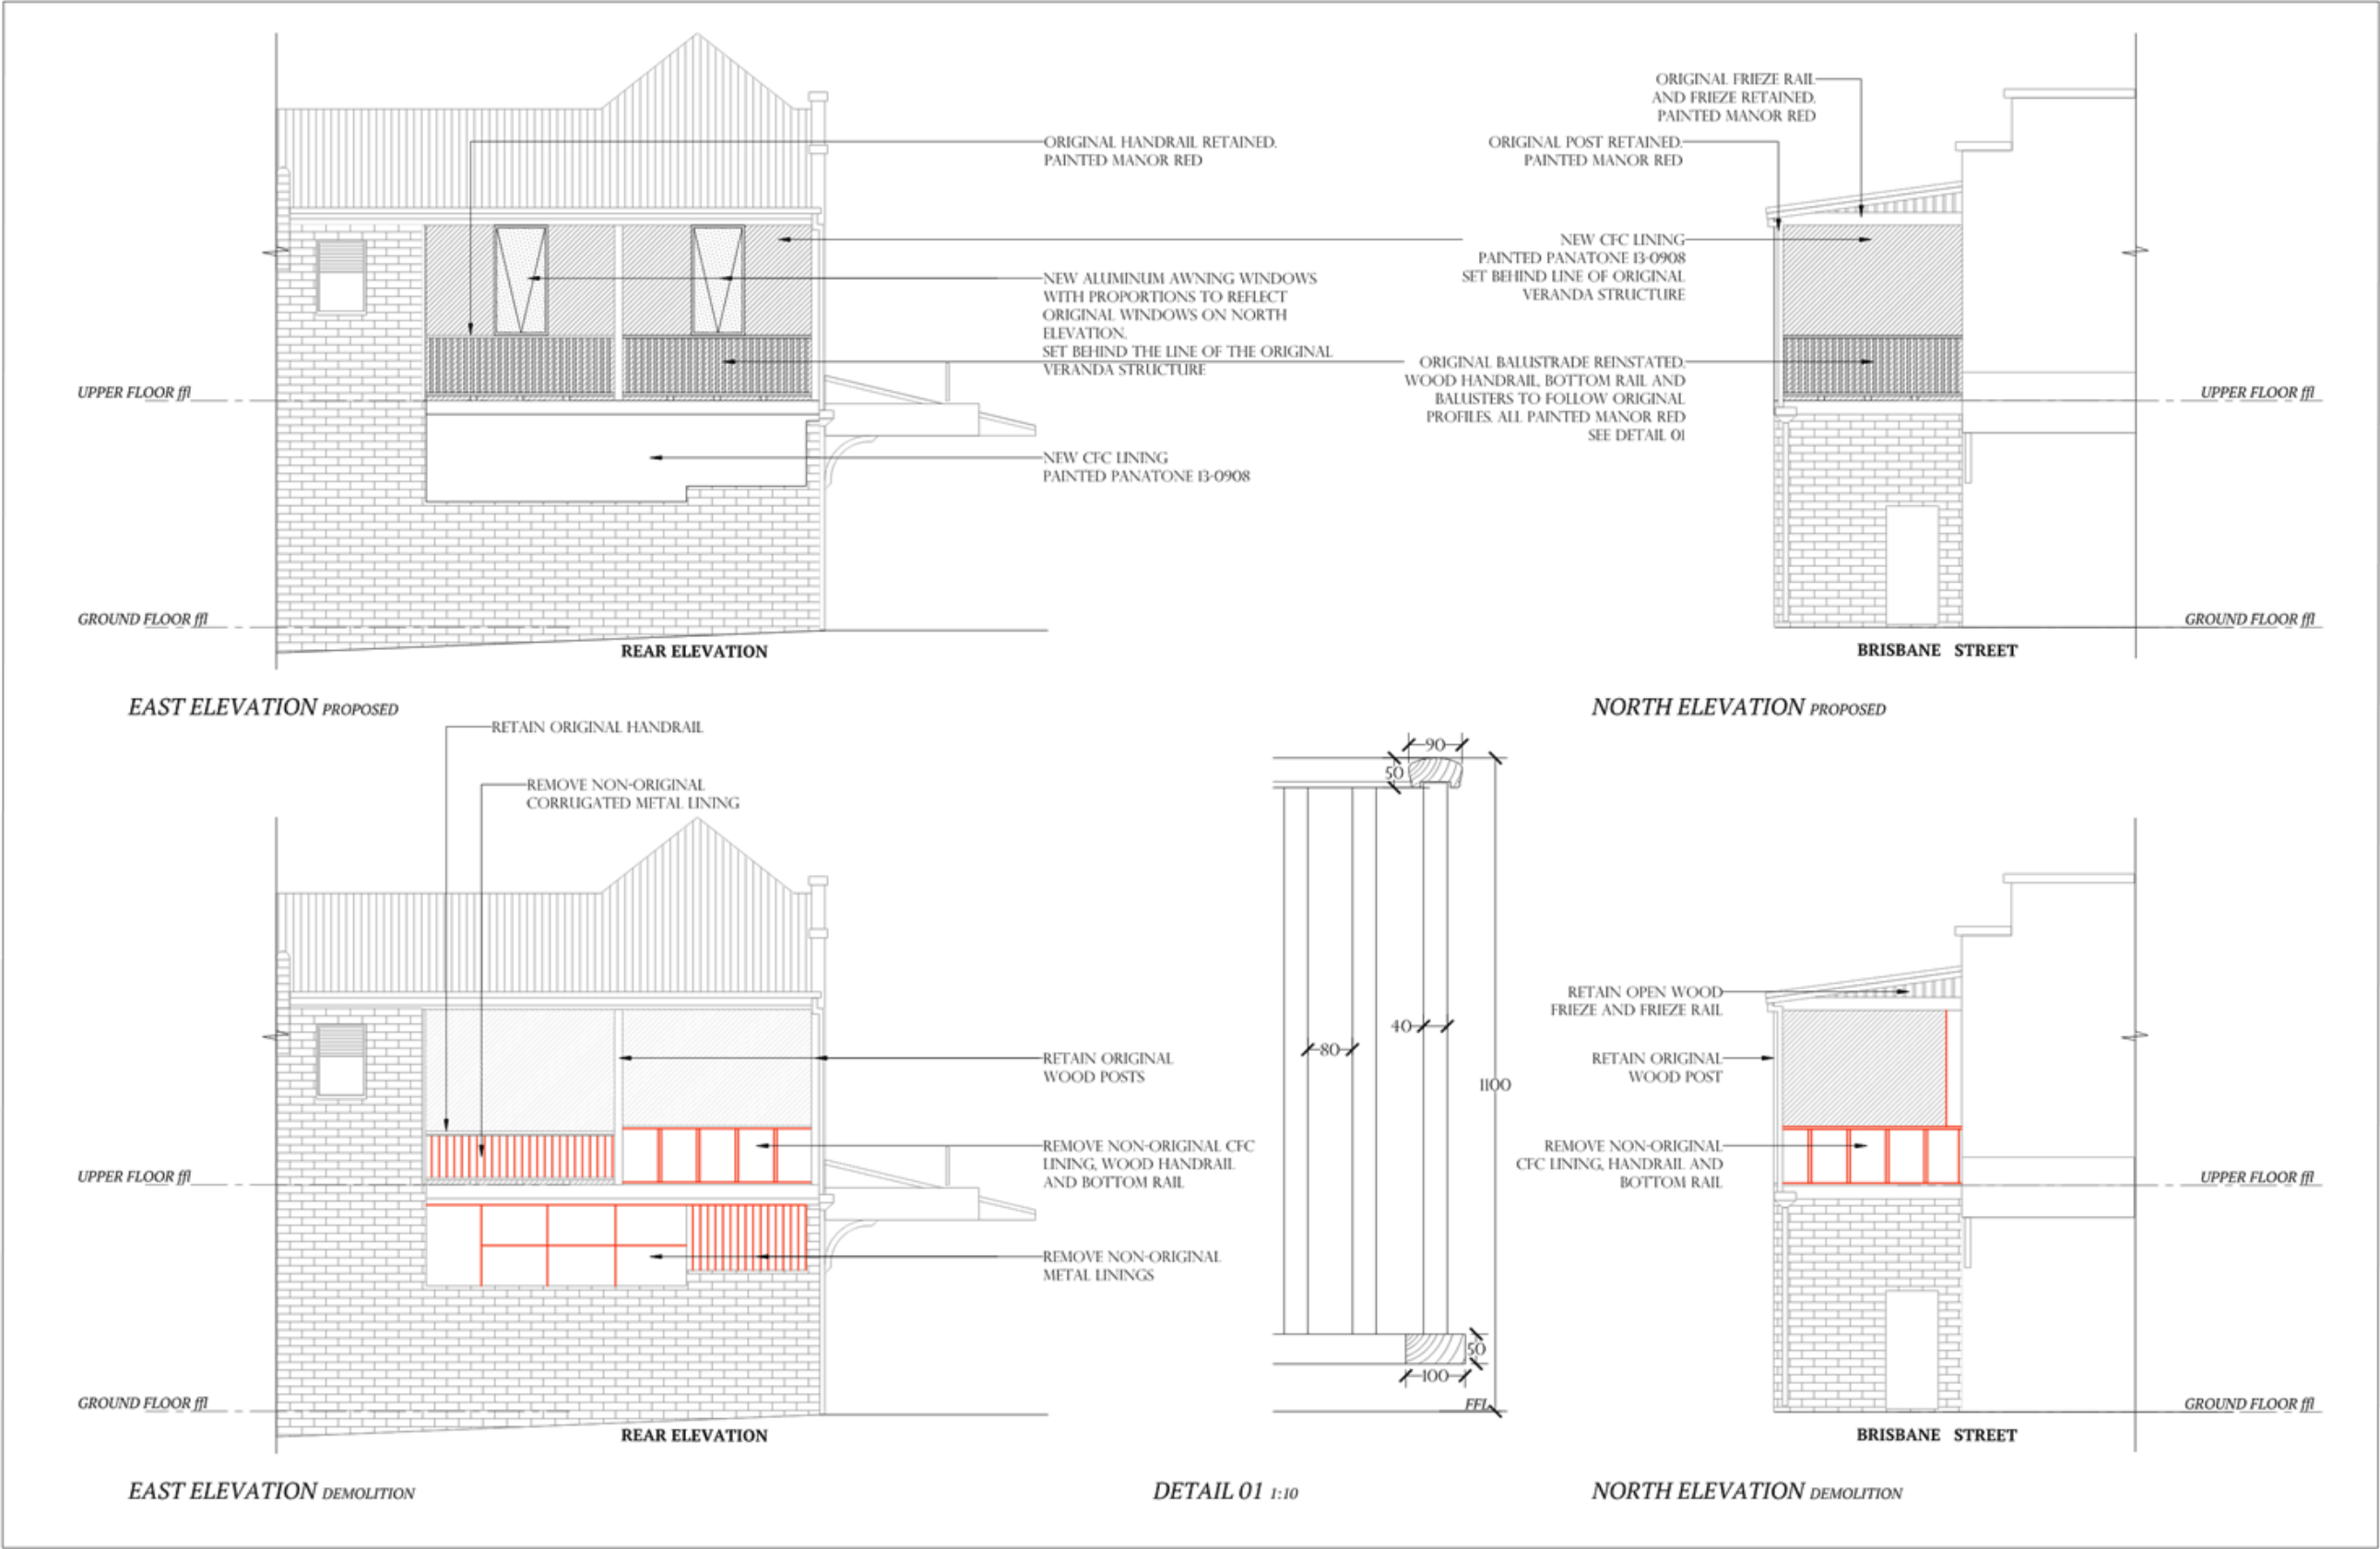 ORIGINAL HANDRAIL RETAINED.
PAINTED MANOR RED
NEW ALUMINUM AWNING WINDOWS
WITH PROPORTIONS TO REFLECT
ORIGINAL WINDOWS ON NORTH
ELEVATION.
SET BEHIND THE LINE OF THE ORIGINAL
VERANDA STRUCTURE
NEW CFC LINING
PAINTED PANATONE 13-0908
UPPER FLOOR ffl
GROUND FLOOR ffl
REAR ELEVATION
EAST ELEVATION PROPOSED
ORIGINAL FRIEZE RAIL
AND FRIEZE RETAINED.
PAINTED MANOR RED
ORIGINAL POST RETAINED.
PAINTED MANOR RED
NEW CFC LINING
PAINTED PANATONE 13-0908
SET BEHIND LINE OF ORIGINAL
VERANDA STRUCTURE
ORIGINAL BALUSTRADE REINSTATED.
WOOD HANDRAIL, BOTTOM RAIL AND
BALUSTERS TO FOLLOW ORIGINAL
PROFILES. ALL PAINTED MANOR RED
SEE DETAIL 01
UPPER FLOOR ffl
GROUND FLOOR ffl
BRISBANE STREET
NORTH ELEVATION PROPOSED
RETAIN ORIGINAL HANDRAIL
REMOVE NON-ORIGINAL
CORRUGATED METAL LINING
RETAIN ORIGINAL
WOOD POSTS
REMOVE NON-ORIGINAL CFC
LINING, WOOD HANDRAIL
AND BOTTOM RAIL
REMOVE NON-ORIGINAL
METAL LININGS
UPPER FLOOR ffl
GROUND FLOOR ffl
REAR ELEVATION
EAST ELEVATION DEMOLITION
90
50
40
80
1100
50
100
FFL
DETAIL 01 1:10
RETAIN OPEN WOOD
FRIEZE AND FRIEZE RAIL
RETAIN ORIGINAL
WOOD POST
REMOVE NON-ORIGINAL
CFC LINING, HANDRAIL AND
BOTTOM RAIL
UPPER FLOOR ffl
GROUND FLOOR ffl
BRISBANE STREET
NORTH ELEVATION DEMOLITION